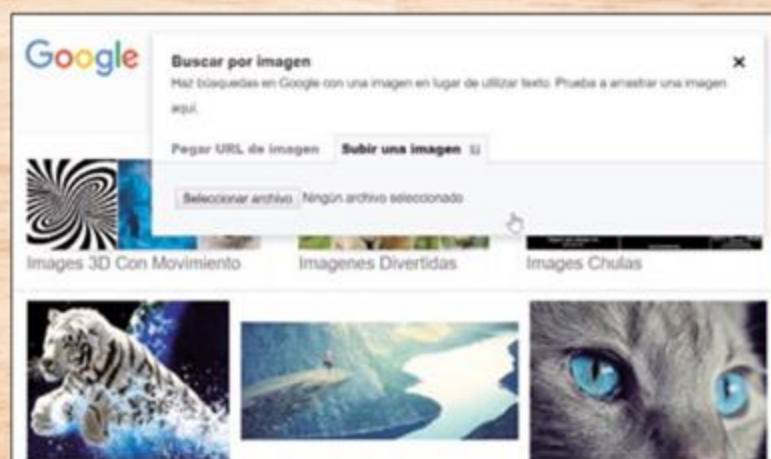 Google
Buscar por imagen
Haz búsquedas en Google con una imagen en lugar de utilizar texto. Prueba a arrastrar una imagen
aquí.
Pegar URL de imagen Subir una imagen
Seleccionar archivo Ningún archivo seleccionado
Images 3D Con Movimiento Imagenes Divertidas Images Chulas